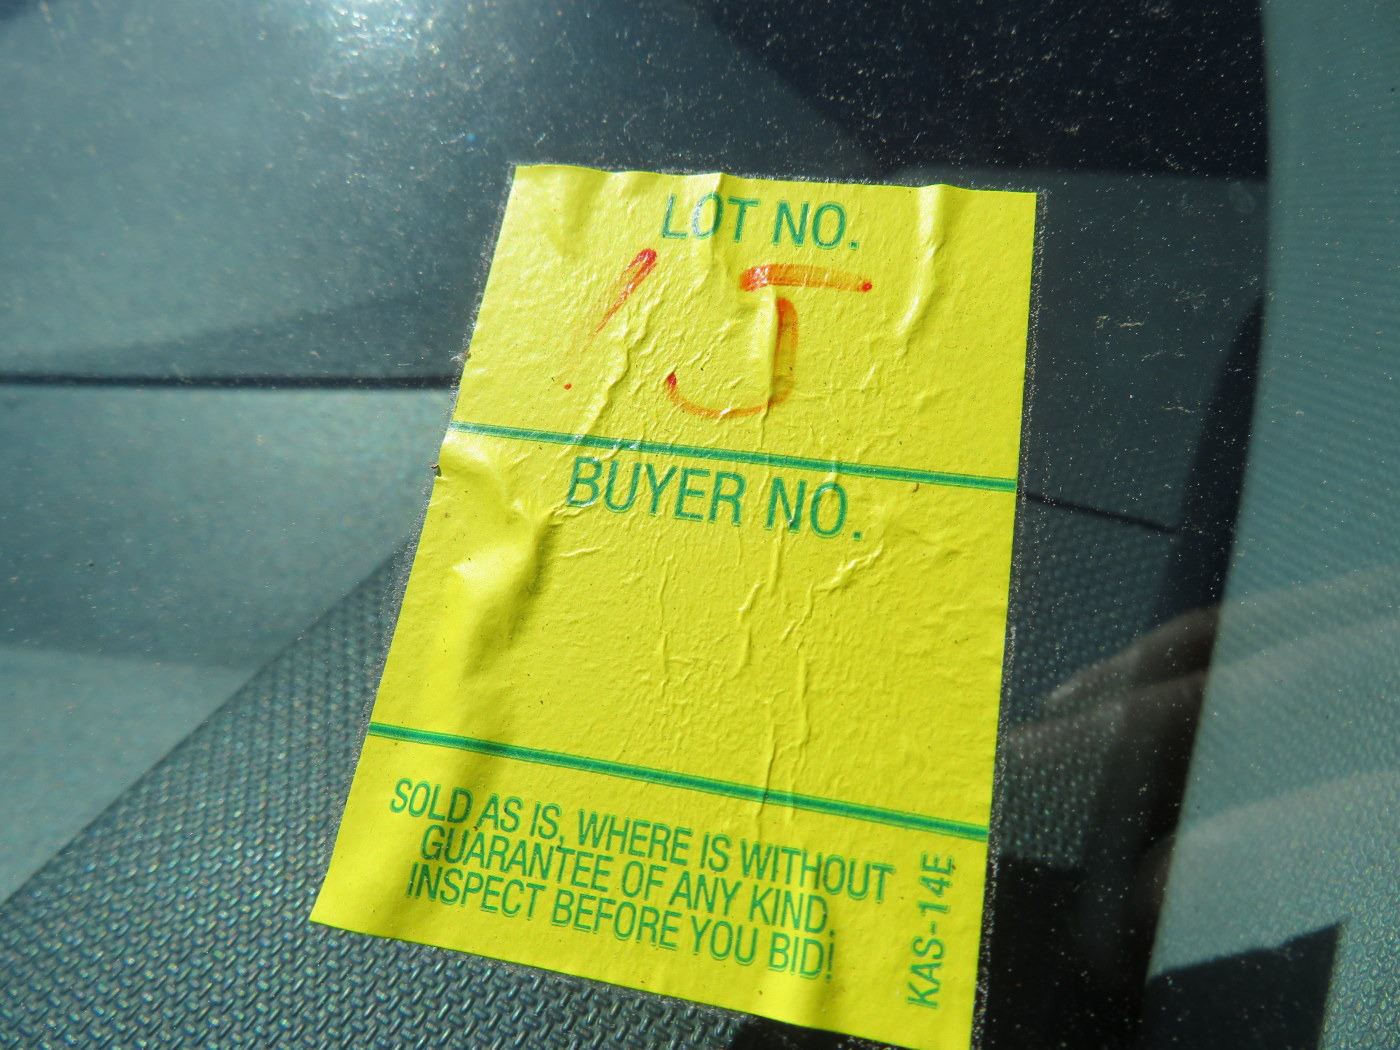 LOT NO.
15
BUYER NO.
SOLD AS IS, WHERE IS WITHOUT
GUARANTEE OF ANY KIND.
INSPECT BEFORE YOU BID!
KAS-14E